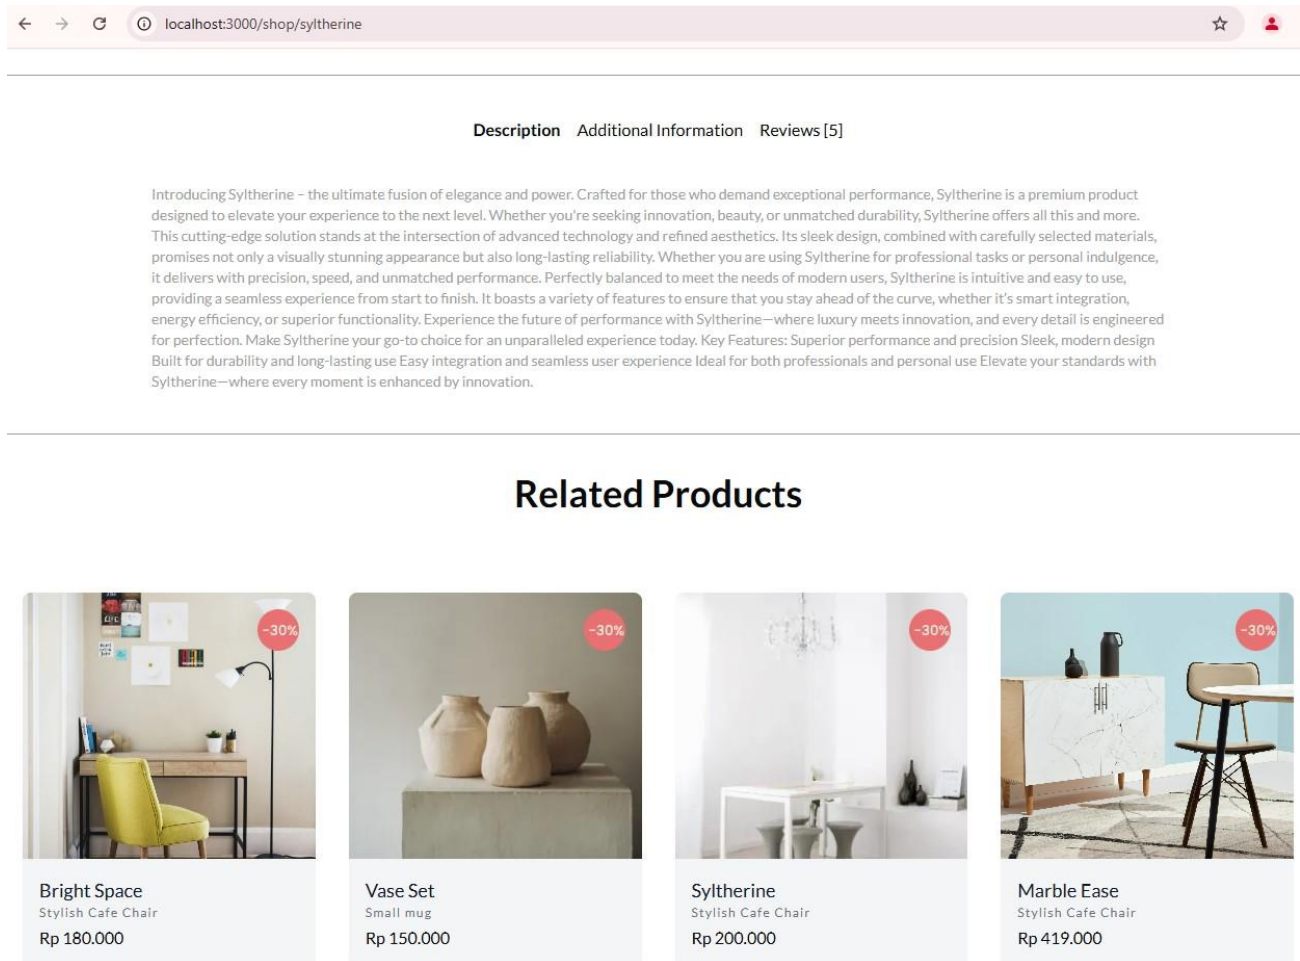 localhost:3000/shop/syltherine
Description Additional Information Reviews [5]
Introducing Syltherine – the ultimate fusion of elegance and power. Crafted for those who demand exceptional performance, Syltherine is a premium product
designed to elevate your experience to the next level. Whether you're seeking innovation, beauty, or unmatched durability, Syltherine offers all this and more.
This cutting-edge solution stands at the intersection of advanced technology and refined aesthetics. Its sleek design, combined with carefully selected materials,
promises not only a visually stunning appearance but also long-lasting reliability. Whether you are using Syltherine for professional tasks or personal indulgence,
it delivers with precision, speed, and unmatched performance. Perfectly balanced to meet the needs of modern users, Syltherine is intuitive and easy to use,
providing a seamless experience from start to finish. It boasts a variety of features to ensure that you stay ahead of the curve, whether it's smart integration,
energy efficiency, or superior functionality. Experience the future of performance with Syltherine—where luxury meets innovation, and every detail is engineered
for perfection. Make Syltherine your go-to choice for an unparalleled experience today. Key Features: Superior performance and precision Sleek, modern design
Built for durability and long-lasting use Easy integration and seamless user experience Ideal for both professionals and personal use Elevate your standards with
Syltherine—where every moment is enhanced by innovation.
Related Products
-30% -30% -30% -30%
Bright Space Vase Set Syltherine Marble Ease
Stylish Cafe Chair Small mug Stylish Cafe Chair Stylish Cafe Chair
Rp 180.000 Rp 150.000 Rp 200.000 Rp 419.000